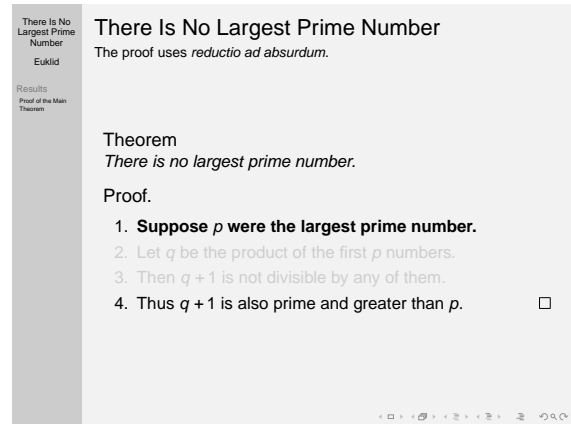 There Is No
Largest Prime
Number
Euklid
Results
Proof of the Main
Theorem
There Is No Largest Prime Number
The proof uses reductio ad absurdum.
Theorem
There is no largest prime number.
Proof.
1. Suppose p were the largest prime number.
2. Let q be the product of the first p numbers.
3. Then q + 1 is not divisible by any of them.
4. Thus q + 1 is also prime and greater than p. □